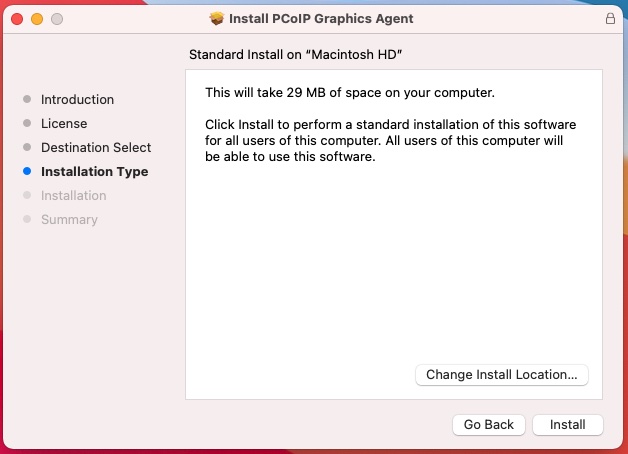 Install PCoIP Graphics Agent
Standard Install on “Macintosh HD”
Introduction
License
Destination Select
Installation Type
Installation
Summary
This will take 29 MB of space on your computer.
Click Install to perform a standard installation of this software
for all users of this computer. All users of this computer will
be able to use this software.
Change Install Location...
Go Back
Install